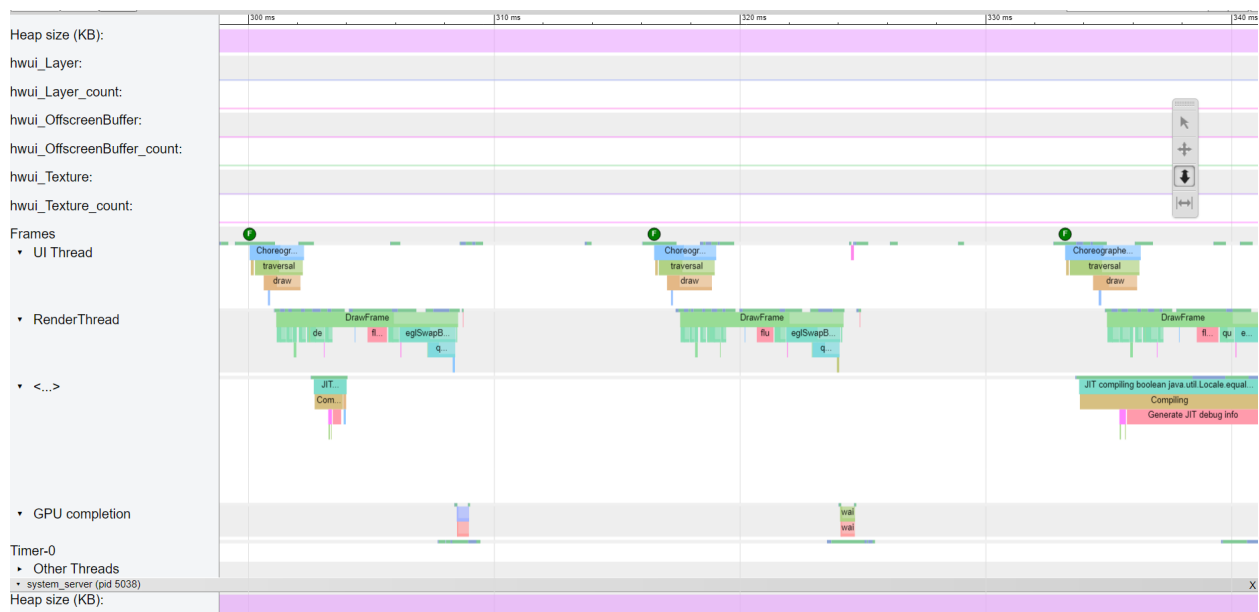 300 ms 310 ms 320 ms 330 ms 340 ms
Heap size (KB):
hwui_Layer:
hwui_Layer_count:
hwui_OffscreenBuffer:
hwui_OffscreenBuffer_count:
hwui_Texture:
hwui_Texture_count:
Frames F F F
▾ UI Thread Choreogr... Choreogr... Choreographe...
traversal traversal traversal
draw draw draw
▾ RenderThread DrawFrame DrawFrame DrawFrame
de fl... eglSwapB... flu eglSwapB... fl... qu e...
q... q...
▾ <...> JIT... JIT compiling boolean java.util.Locale.equal...
Com... Compiling
Generate JIT debug info
▾ GPU completion wai
wai
Timer-0
▸ Other Threads
▾ system_server (pid 5038) X
Heap size (KB):